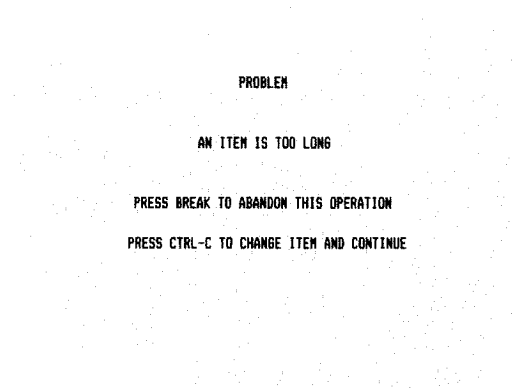 PROBLEM
AN ITEM IS TOO LONG
PRESS BREAK TO ABANDON THIS OPERATION
PRESS CTRL-C TO CHANGE ITEM AND CONTINUE